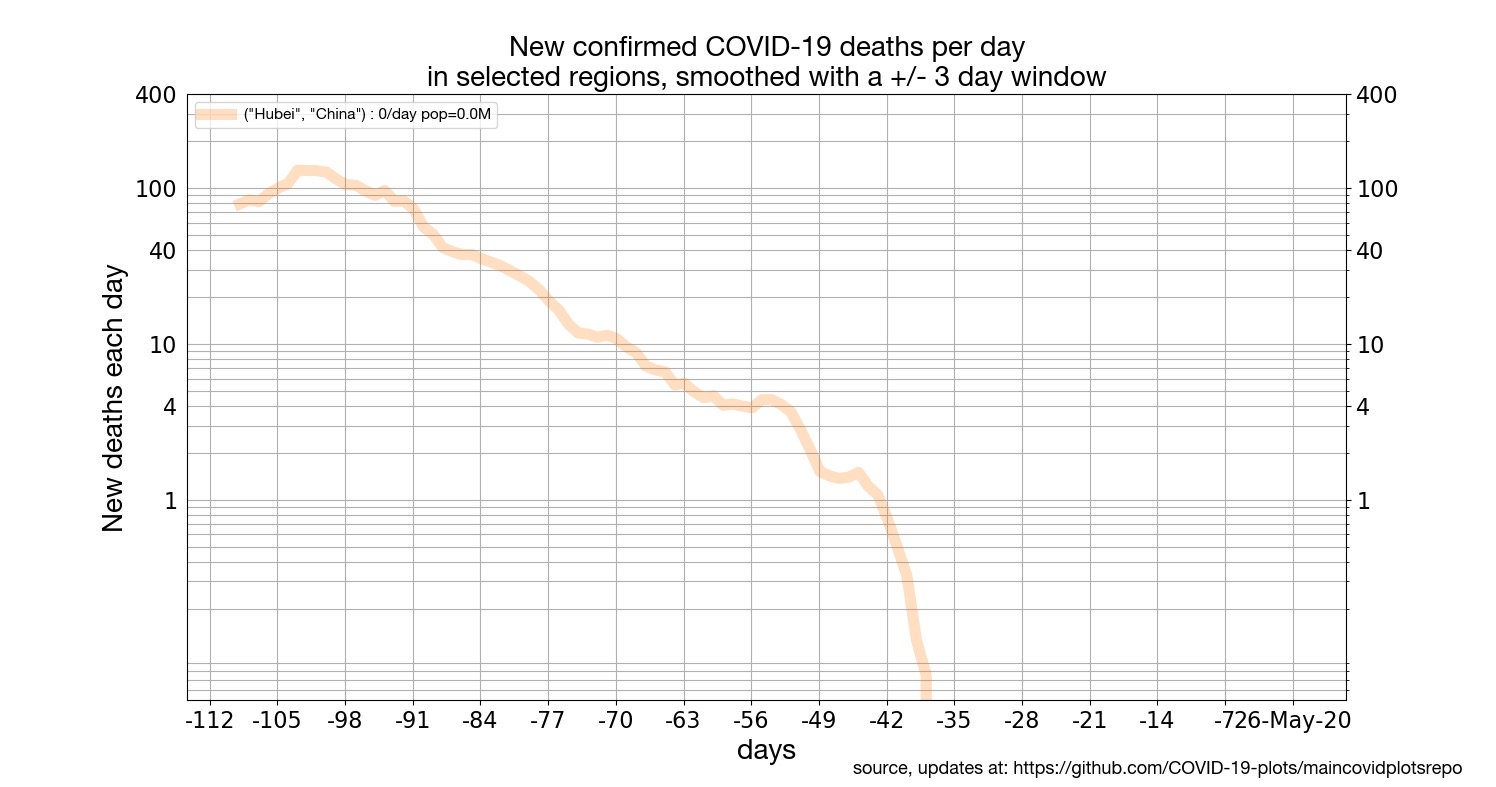 New confirmed COVID-19 deaths per day
in selected regions, smoothed with a +/- 3 day window
400
400
("Hubei", "China") : 0/day pop=0.0M
100
100
40
40
10
10
4
4
1
1
New deaths each day
-112 -105 -98 -91 -84 -77 -70 -63 -56 -49 -42 -35 -28 -21 -14 -7 26-May-20
days
source, updates at: https://github.com/COVID-19-plots/maincovidplotsrepo